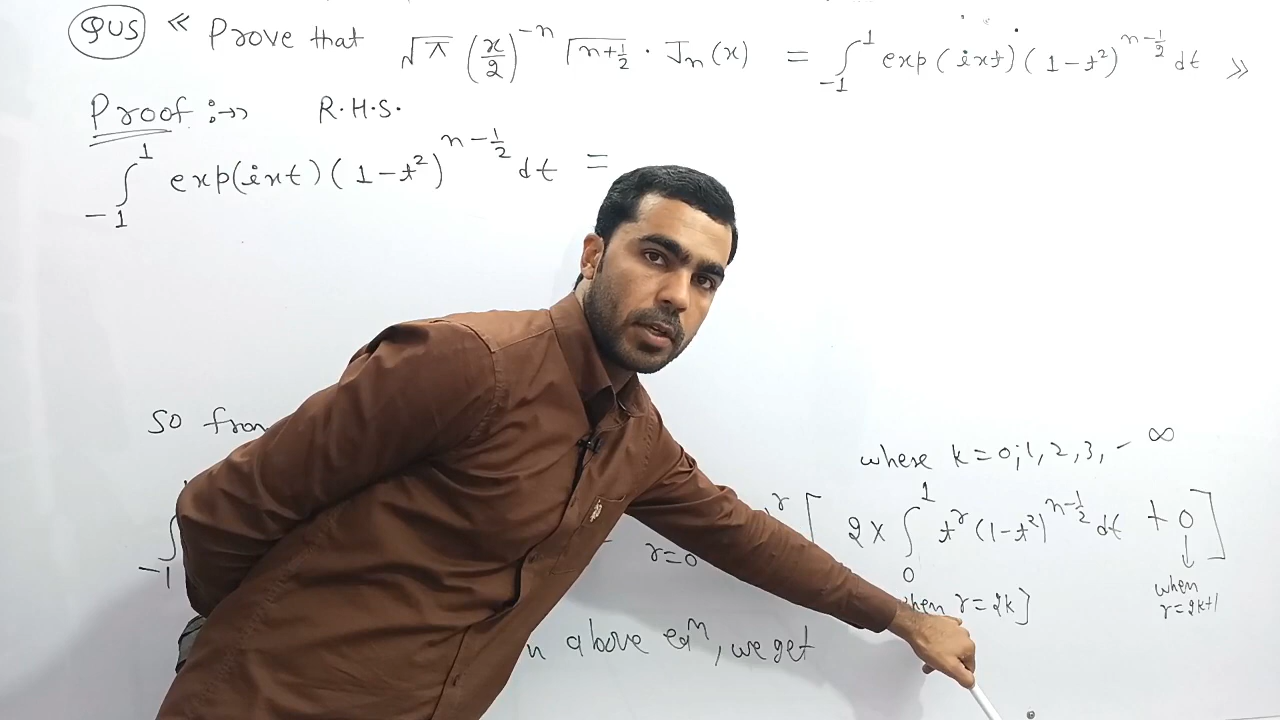 Qus « Prove that √π (x/2)^-n Γn+1/2 · Jn(x) = ∫_-1^1 exp(ixt)(1-t²)^n-1/2 dt »
Proof :→ R.H.S.
∫_-1^1 exp(ixt)(1-t²)^n-1/2 dt =
So from
where k=0,1,2,3,- ∞
∫_-1 r=0 ^r [ 2× ∫_0^1 t^r (1-t²)^n-1/2 dt + 0 ]
when r=2k] when r=2k+1
above eqⁿ, we get